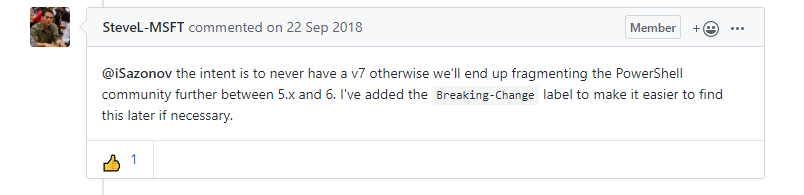 SteveL-MSFT commented on 22 Sep 2018 Member
@iSazonov the intent is to never have a v7 otherwise we'll end up fragmenting the PowerShell
community further between 5.x and 6. I've added the Breaking-Change label to make it easier to find
this later if necessary.
1